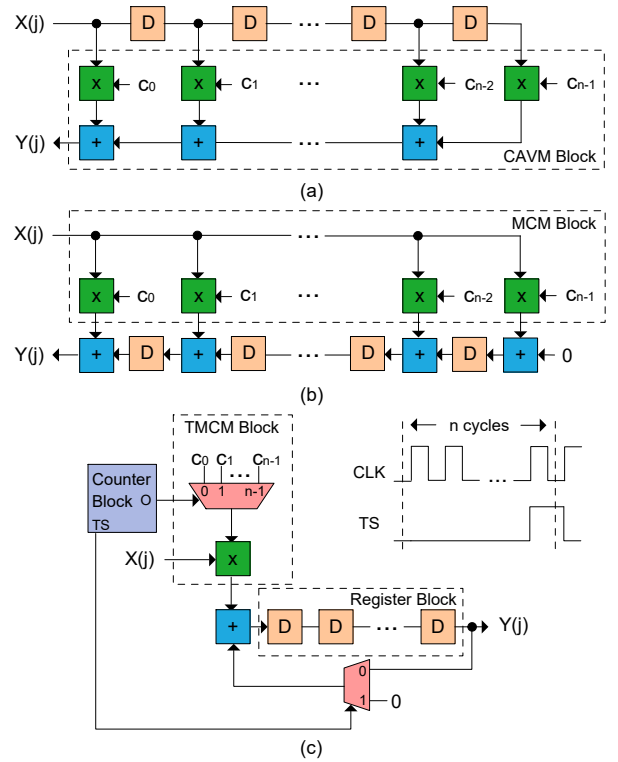 X(j) D D ... D D
X X X X
C0 C1 ... Cn-2 Cn-1
Y(j) + + ... +
CAVM Block
(a)
MCM Block
X(j) ...
X X X X
C0 C1 ... Cn-2 Cn-1
Y(j) + D + D ... D + D + 0
(b)
TMCM Block
C0 C1 ... Cn-1
0 1 n-1
Counter
Block O
TS
X(j) X
n cycles
CLK ...
TS
Register Block
+ D D ... D Y(j)
0
1 0
(c)